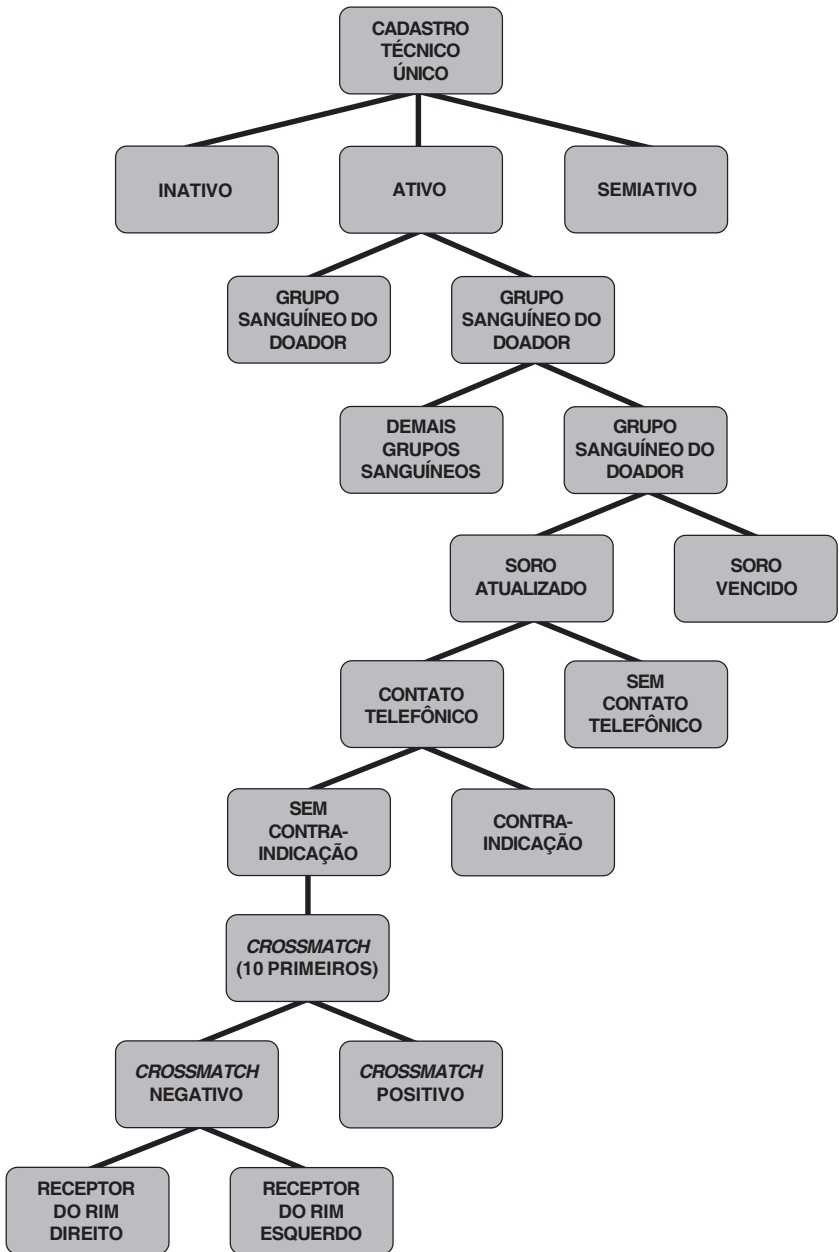 CADASTRO
TÉCNICO
ÚNICO
INATIVO
ATIVO
SEMIATIVO
GRUPO
SANGUÍNEO DO
DOADOR
GRUPO
SANGUÍNEO DO
DOADOR
DEMAIS
GRUPOS
SANGUÍNEOS
GRUPO
SANGUÍNEO DO
DOADOR
SORO
ATUALIZADO
SORO
VENCIDO
CONTATO
TELEFÔNICO
SEM
CONTATO
TELEFÔNICO
SEM
CONTRA-
INDICAÇÃO
CONTRA-
INDICAÇÃO
CROSSMATCH
(10 PRIMEIROS)
CROSSMATCH
NEGATIVO
CROSSMATCH
POSITIVO
RECEPTOR
DO RIM
DIREITO
RECEPTOR
DO RIM
ESQUERDO